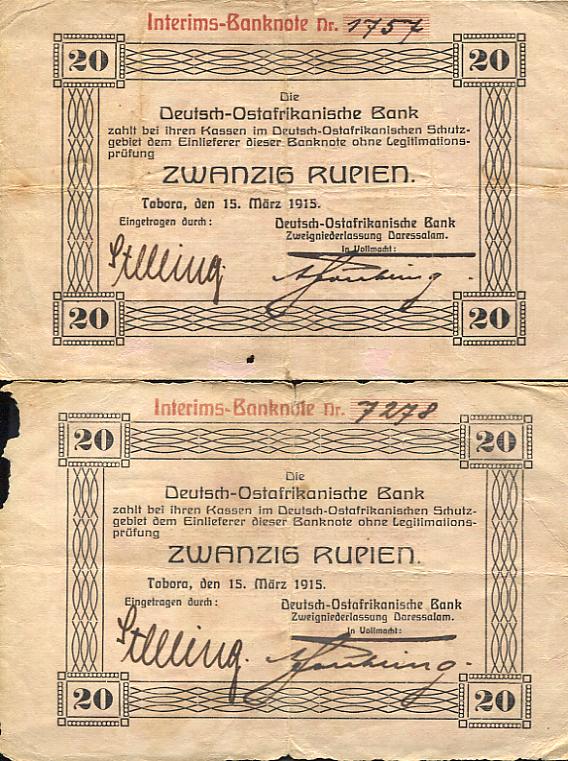 Interims-Banknote Nr. 1757
20 20
Die
Deutsch-Ostafrikanische Bank
zahlt bei ihren Kassen im Deutsch-Ostafrikanischen Schutz-
gebiet dem Einlieferer dieser Banknote ohne Legitimations-
prüfung
ZWANZIG RUPIEN.
Tabora, den 15. März 1915.
Eingetragen durch: Deutsch-Ostafrikanische Bank
Zweigniederlassung Daressalam.
In Vollmacht:
Stelling.
20 20
Interims-Banknote Nr. 7278
20 20
Die
Deutsch-Ostafrikanische Bank
zahlt bei ihren Kassen im Deutsch-Ostafrikanischen Schutz-
gebiet dem Einlieferer dieser Banknote ohne Legitimations-
prüfung
ZWANZIG RUPIEN.
Tabora, den 15. März 1915.
Eingetragen durch: Deutsch-Ostafrikanische Bank
Zweigniederlassung Daressalam.
In Vollmacht:
Stelling.
20 20